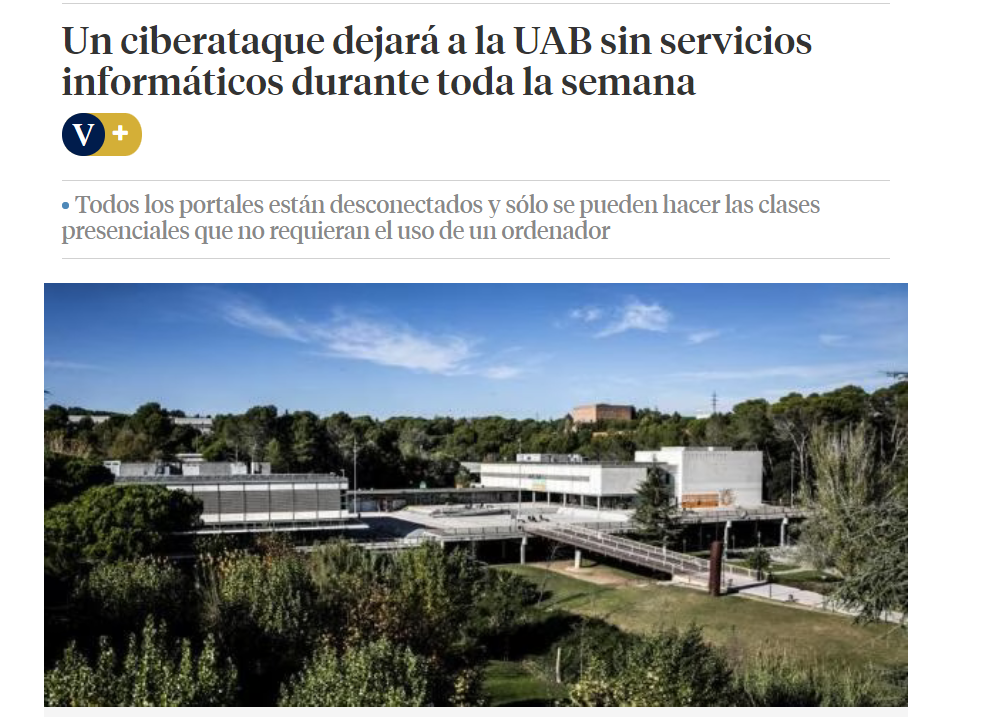 Un ciberataque dejará a la UAB sin servicios
informáticos durante toda la semana
V +
• Todos los portales están desconectados y sólo se pueden hacer las clases
presenciales que no requieran el uso de un ordenador